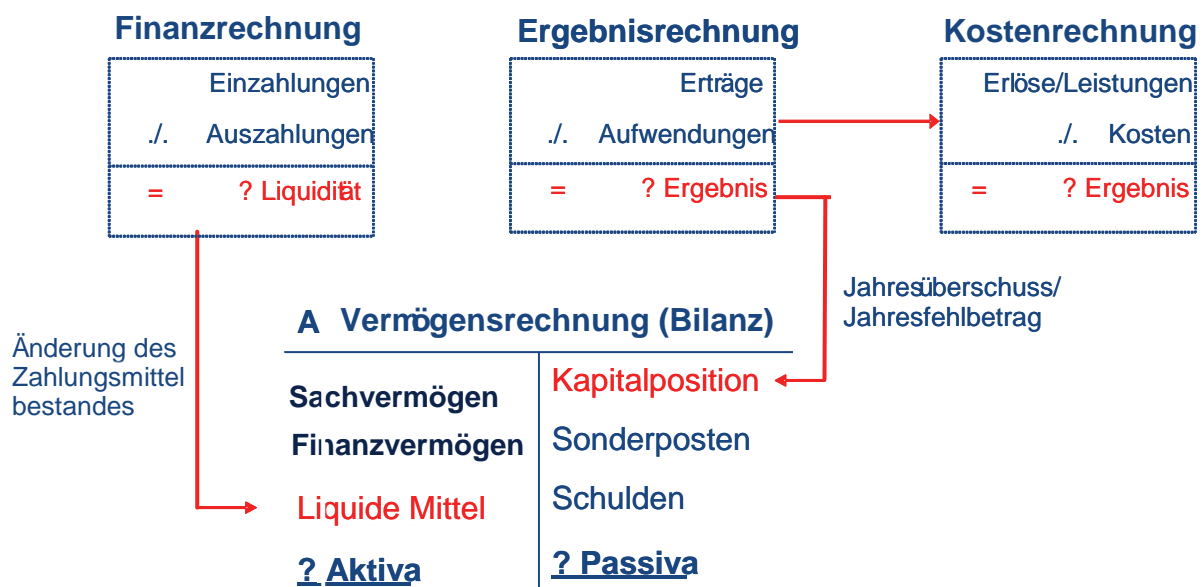 Finanzrechnung
Einzahlungen
./. Auszahlungen
= ? Liquidität
Ergebnisrechnung
Erträge
./. Aufwendungen
= ? Ergebnis
Kostenrechnung
Erlöse/Leistungen
./. Kosten
= ? Ergebnis
Änderung des
Zahlungsmittel
bestandes
Jahresüberschuss/
Jahresfehlbetrag
A Vermögensrechnung (Bilanz)
Sachvermögen
Finanzvermögen
Liquide Mittel
? Aktiva
Kapitalposition
Sonderposten
Schulden
? Passiva